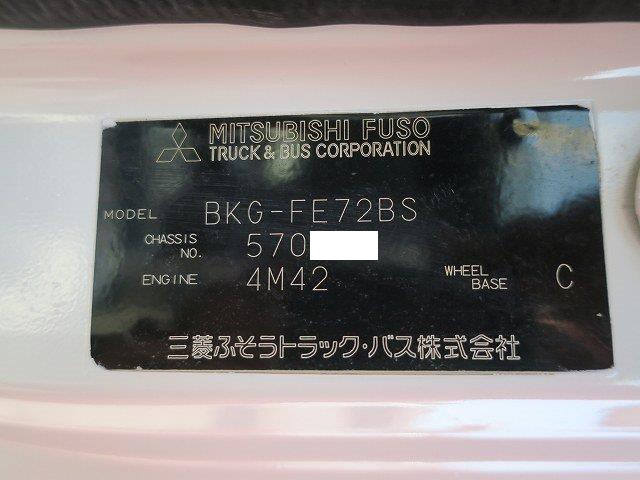 MITSUBISHI FUSO
TRUCK & BUS CORPORATION
MODEL BKG-FE72BS
CHASSIS NO. 570
ENGINE 4M42 WHEEL BASE C
三菱ふそうトラック・バス株式会社